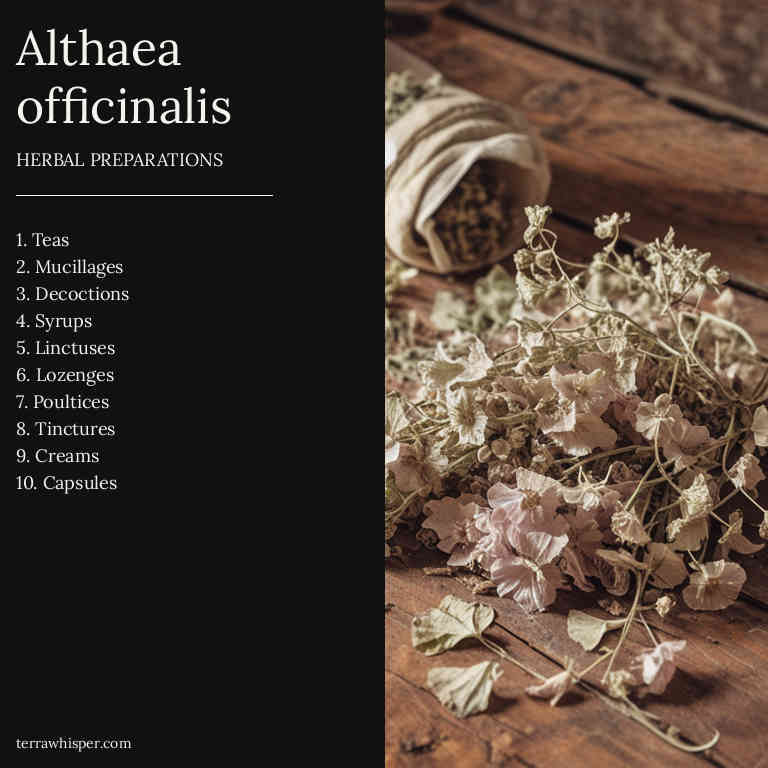 Althaea
officinalis
HERBAL PREPARATIONS
1. Teas
2. Mucillages
3. Decoctions
4. Syrups
5. Linctuses
6. Lozenges
7. Poultices
8. Tinctures
9. Creams
10. Capsules
terrawhisper.com